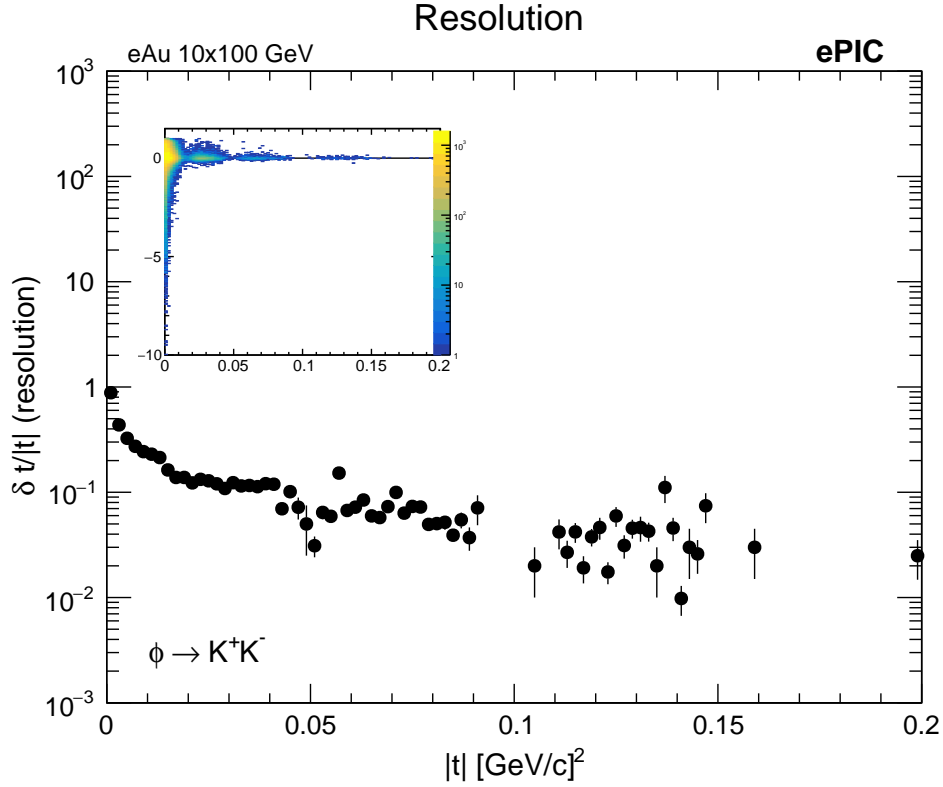 Resolution
eAu 10x100 GeV
ePIC
10³
10²
10
1
10⁻¹
10⁻²
10⁻³
δ t/|t| (resolution)
0
−5
−10
0 0.05 0.1 0.15 0.2
10³
10²
10
1
ϕ → K⁺K⁻
0 0.05 0.1 0.15 0.2
|t| [GeV/c]²